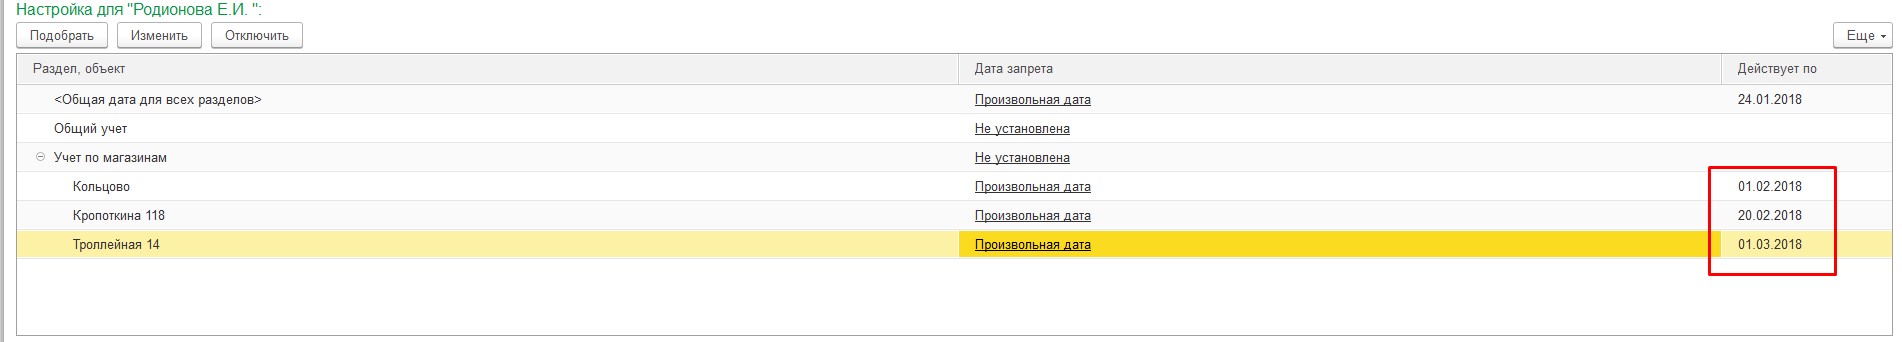 Настройка для "Родионова Е.И. ":
Подобрать Изменить Отключить Еще
Раздел, объект Дата запрета Действует по
<Общая дата для всех разделов> Произвольная дата 24.01.2018
Общий учет Не установлена
Учет по магазинам Не установлена
Кольцово Произвольная дата 01.02.2018
Кропоткина 118 Произвольная дата 20.02.2018
Троллейная 14 Произвольная дата 01.03.2018